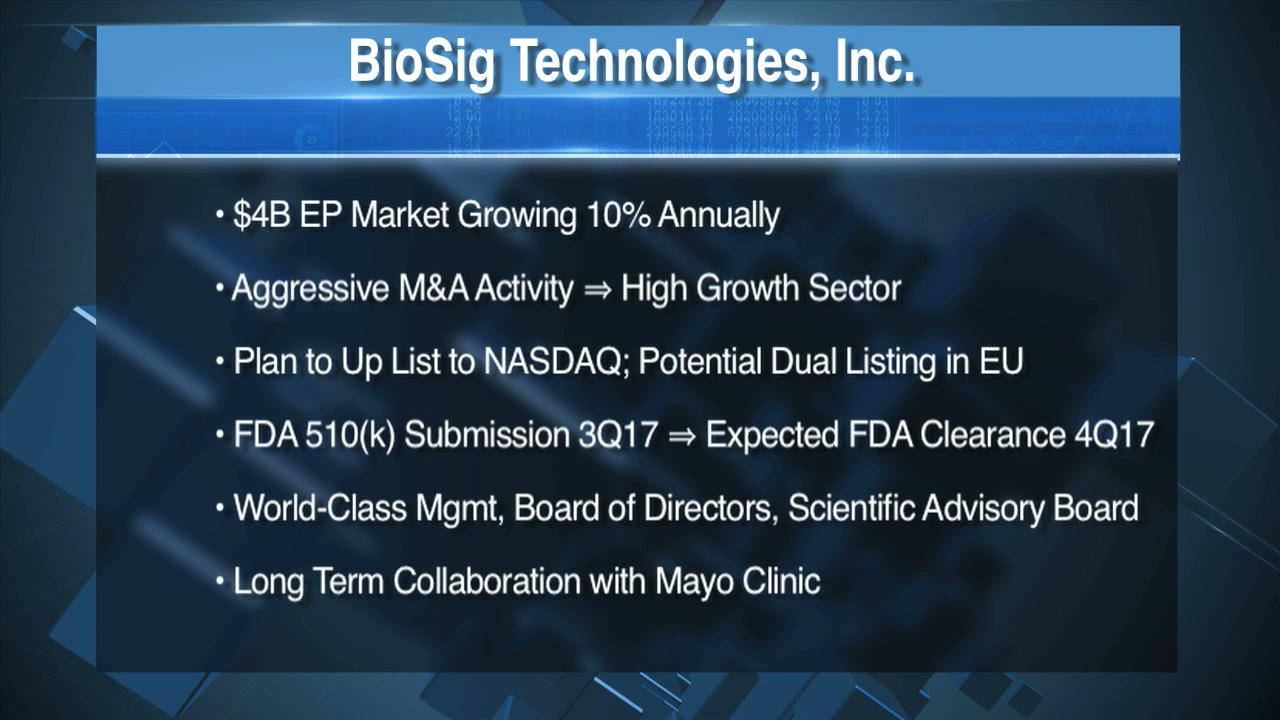 BioSig Technologies, Inc.
• $4B EP Market Growing 10% Annually
• Aggressive M&A Activity ⇒ High Growth Sector
• Plan to Up List to NASDAQ; Potential Dual Listing in EU
• FDA 510(k) Submission 3Q17 ⇒ Expected FDA Clearance 4Q17
• World-Class Mgmt, Board of Directors, Scientific Advisory Board
• Long Term Collaboration with Mayo Clinic